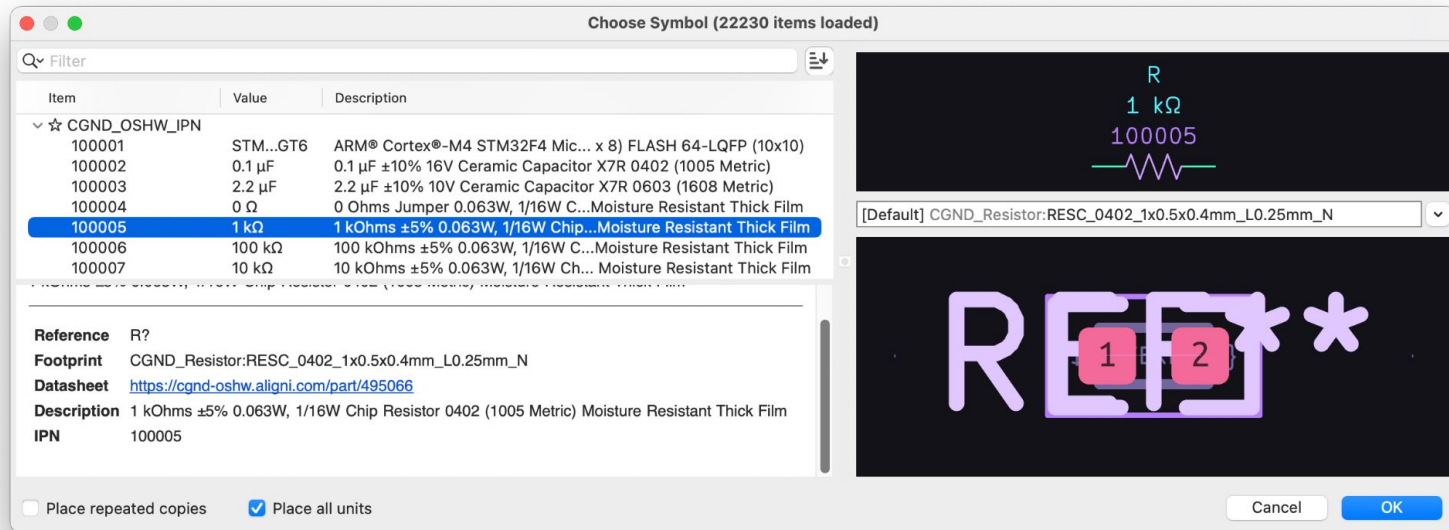 Choose Symbol (22230 items loaded)
Filter
Item Value Description
CGND_OSHW_IPN
100001 STM...GT6 ARM® Cortex®-M4 STM32F4 Mic... x 8) FLASH 64-LQFP (10x10)
100002 0.1 µF 0.1 µF ±10% 16V Ceramic Capacitor X7R 0402 (1005 Metric)
100003 2.2 µF 2.2 µF ±10% 10V Ceramic Capacitor X7R 0603 (1608 Metric)
100004 0 Ω 0 Ohms Jumper 0.063W, 1/16W C...Moisture Resistant Thick Film
100005 1 kΩ 1 kOhms ±5% 0.063W, 1/16W Chip...Moisture Resistant Thick Film
100006 100 kΩ 100 kOhms ±5% 0.063W, 1/16W C...Moisture Resistant Thick Film
100007 10 kΩ 10 kOhms ±5% 0.063W, 1/16W Ch... Moisture Resistant Thick Film
Reference R?
Footprint CGND_Resistor:RESC_0402_1x0.5x0.4mm_L0.25mm_N
Datasheet https://cgnd-oshw.aligni.com/part/495066
Description 1 kOhms ±5% 0.063W, 1/16W Chip Resistor 0402 (1005 Metric) Moisture Resistant Thick Film
IPN 100005
Place repeated copies Place all units
R
1 kΩ
100005
[Default] CGND_Resistor:RESC_0402_1x0.5x0.4mm_L0.25mm_N
REF**
1 2
Cancel OK